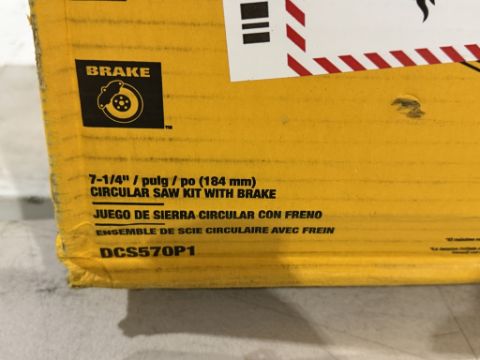 BRAKE
TM
7-1/4" / pulg / po (184 mm)
CIRCULAR SAW KIT WITH BRAKE
JUEGO DE SIERRA CIRCULAR CON FRENO
ENSEMBLE DE SCIE CIRCULAIRE AVEC FREIN
DCS570P1